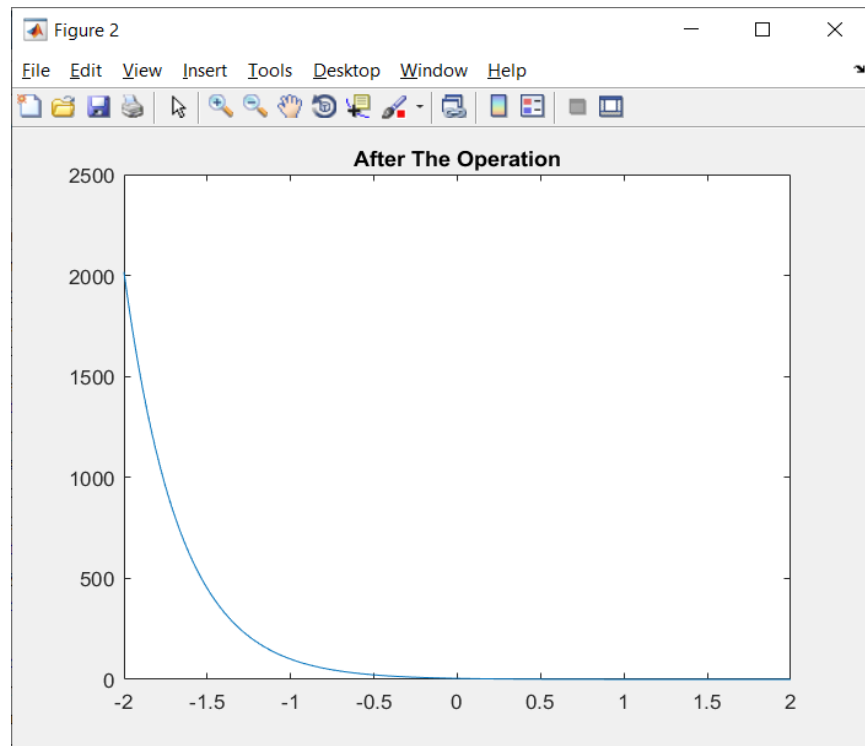 Figure 2
File Edit View Insert Tools Desktop Window Help
After The Operation
2500
2000
1500
1000
500
0
-2 -1.5 -1 -0.5 0 0.5 1 1.5 2